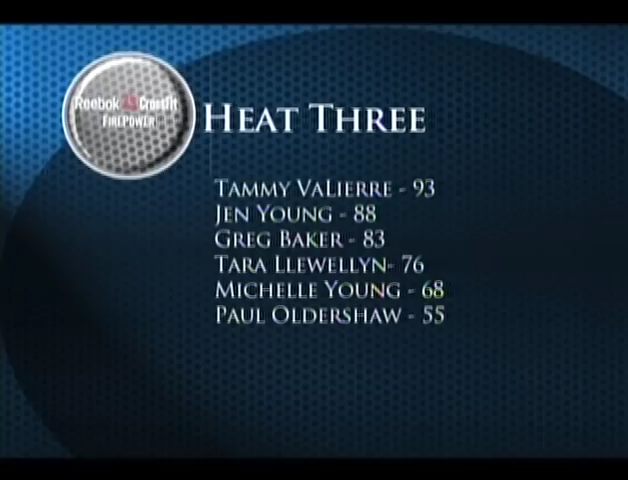 Reebok CrossFit
FirePower
Heat Three
Tammy VaLierre - 93
Jen Young - 88
Greg Baker - 83
Tara Llewellyn- 76
Michelle Young - 68
Paul Oldershaw - 55